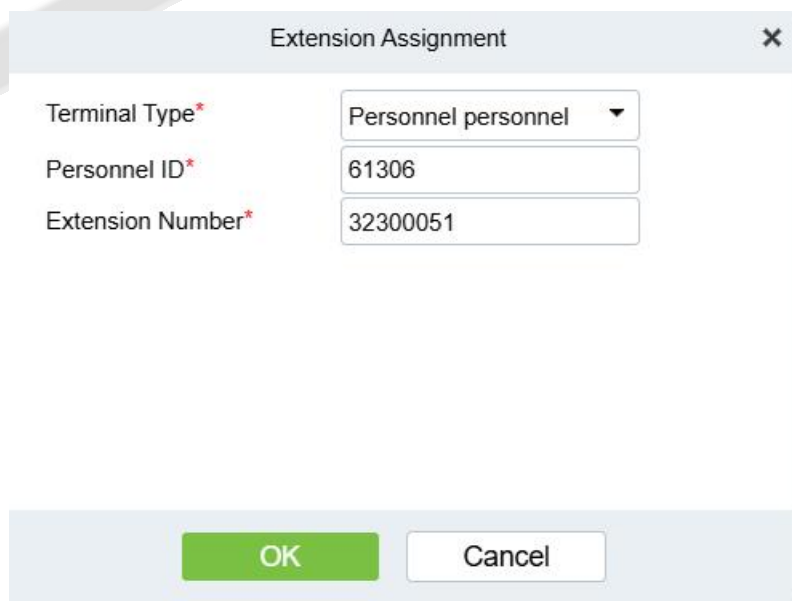 Extension Assignment ×
Terminal Type* Personnel personnel
Personnel ID* 61306
Extension Number* 32300051
OK Cancel